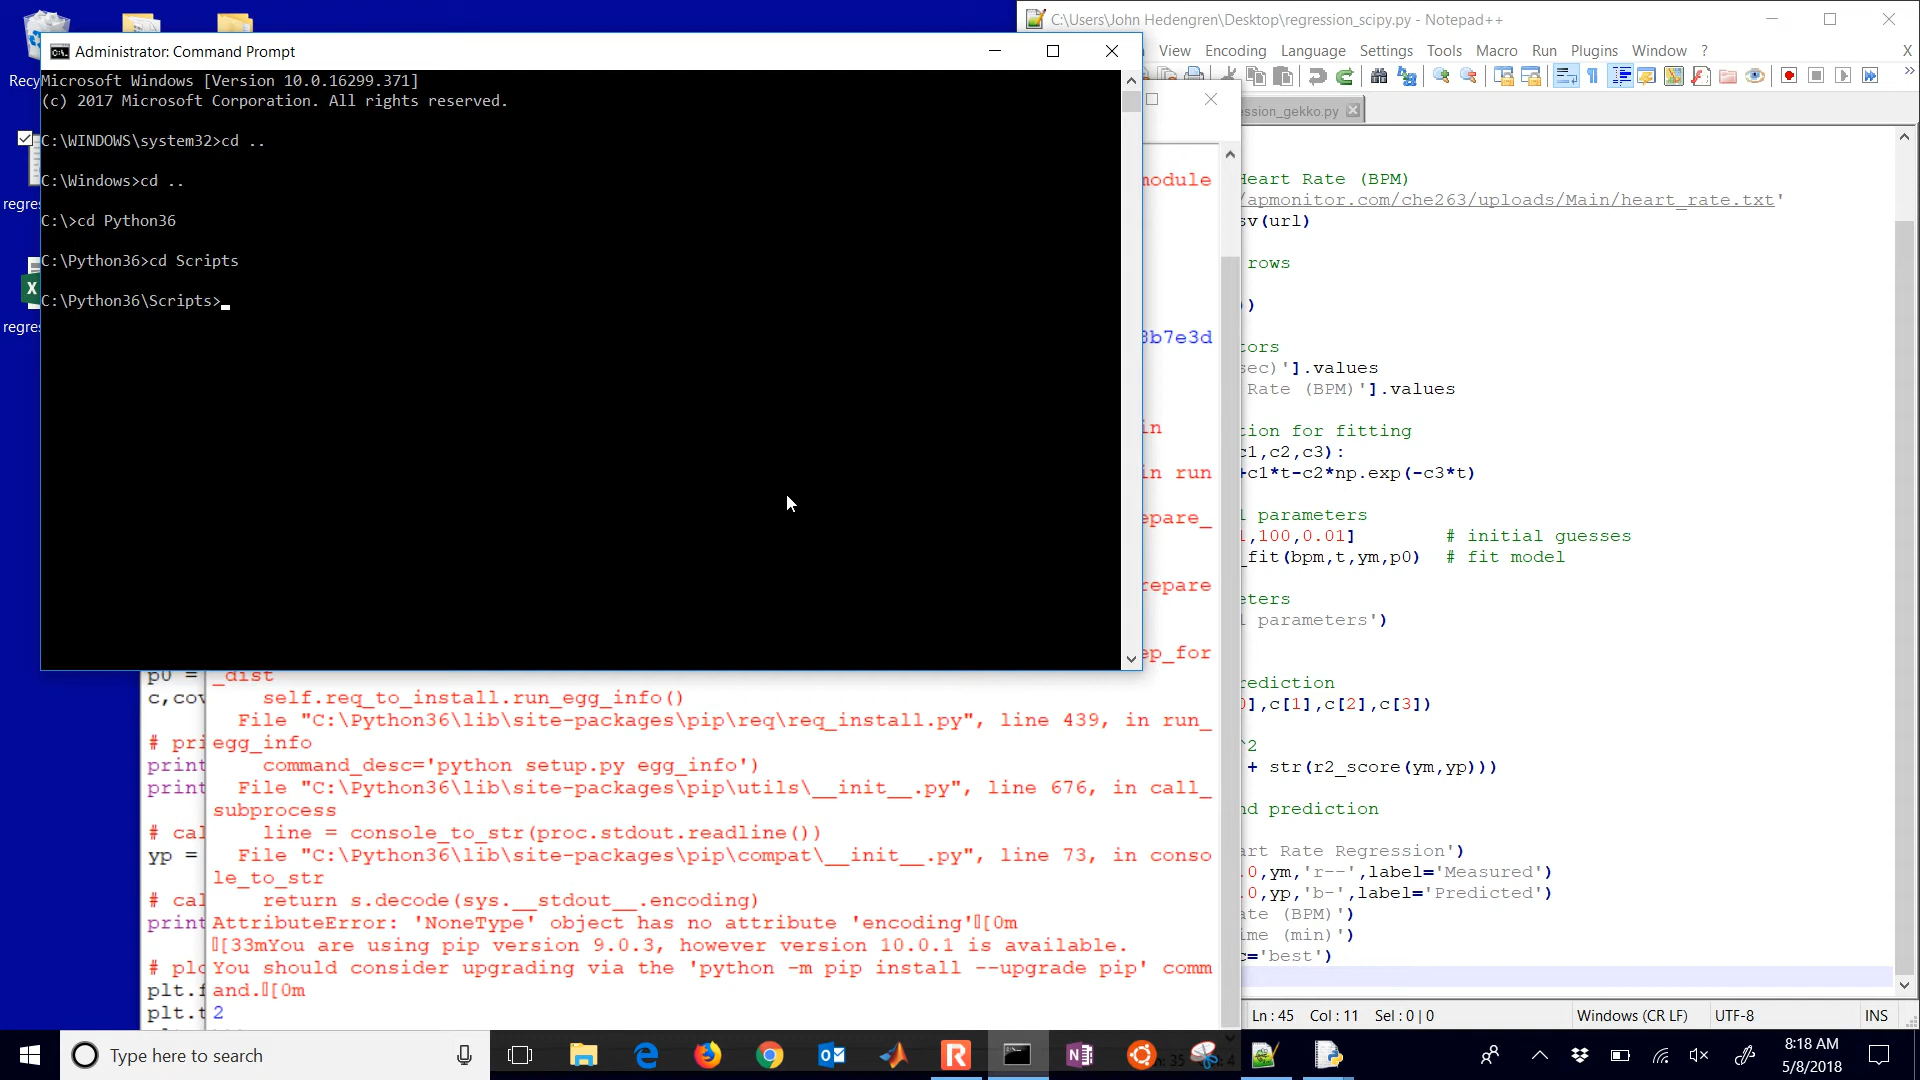 C:\Users\John Hedengren\Desktop\regression_scipy.py - Notepad++
View Encoding Language Settings Tools Macro Run Plugins Window ? X
Recy
regres
regres
Administrator: Command Prompt
Microsoft Windows [Version 10.0.16299.371]
(c) 2017 Microsoft Corporation. All rights reserved.
C:\WINDOWS\system32>cd ..
C:\Windows>cd ..
C:\>cd Python36
C:\Python36>cd Scripts
C:\Python36\Scripts>
module
8b7e3d
in
in run
epare_
repare
ep_for
_dist
self.req_to_install.run_egg_info()
File "C:\Python36\lib\site-packages\pip\req\req_install.py", line 439, in run_
egg_info
command_desc='python setup.py egg_info')
File "C:\Python36\lib\site-packages\pip\utils\__init__.py", line 676, in call_
subprocess
line = console_to_str(proc.stdout.readline())
File "C:\Python36\lib\site-packages\pip\compat\__init__.py", line 73, in conso
le_to_str
return s.decode(sys.__stdout__.encoding)
AttributeError: 'NoneType' object has no attribute 'encoding'[0m
[33mYou are using pip version 9.0.3, however version 10.0.1 is available.
You should consider upgrading via the 'python -m pip install --upgrade pip' comm
and.[0m
2
p0 =
c,cov
# pri
print
print
# cal
yp =
# cal
print
# plo
plt.f
plt.t
ession_gekko.py
Heart Rate (BPM)
/apmonitor.com/che263/uploads/Main/heart_rate.txt'
sv(url)
rows
))
tors
sec)'].values
Rate (BPM)'].values
tion for fitting
c1,c2,c3):
+c1*t-c2*np.exp(-c3*t)
l parameters
1,100,0.01] # initial guesses
_fit(bpm,t,ym,p0) # fit model
eters
l parameters')
rediction
0],c[1],c[2],c[3])
^2
+ str(r2_score(ym,yp)))
nd prediction
art Rate Regression')
.0,ym,'r--',label='Measured')
.0,yp,'b-',label='Predicted')
ate (BPM)')
ime (min)')
c='best')
Ln : 45 Col : 11 Sel : 0 | 0 Windows (CR LF) UTF-8 INS
Type here to search
8:18 AM
5/8/2018